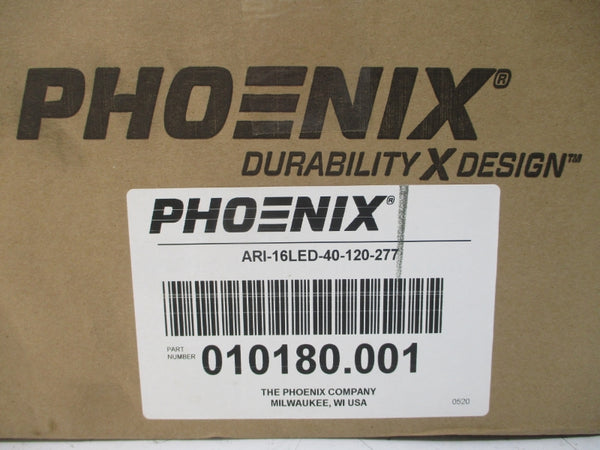 PHOENIX®
DURABILITY X DESIGN™
PHOENIX®
ARI-16LED-40-120-277
PART
NUMBER 010180.001
THE PHOENIX COMPANY
MILWAUKEE, WI USA
0520